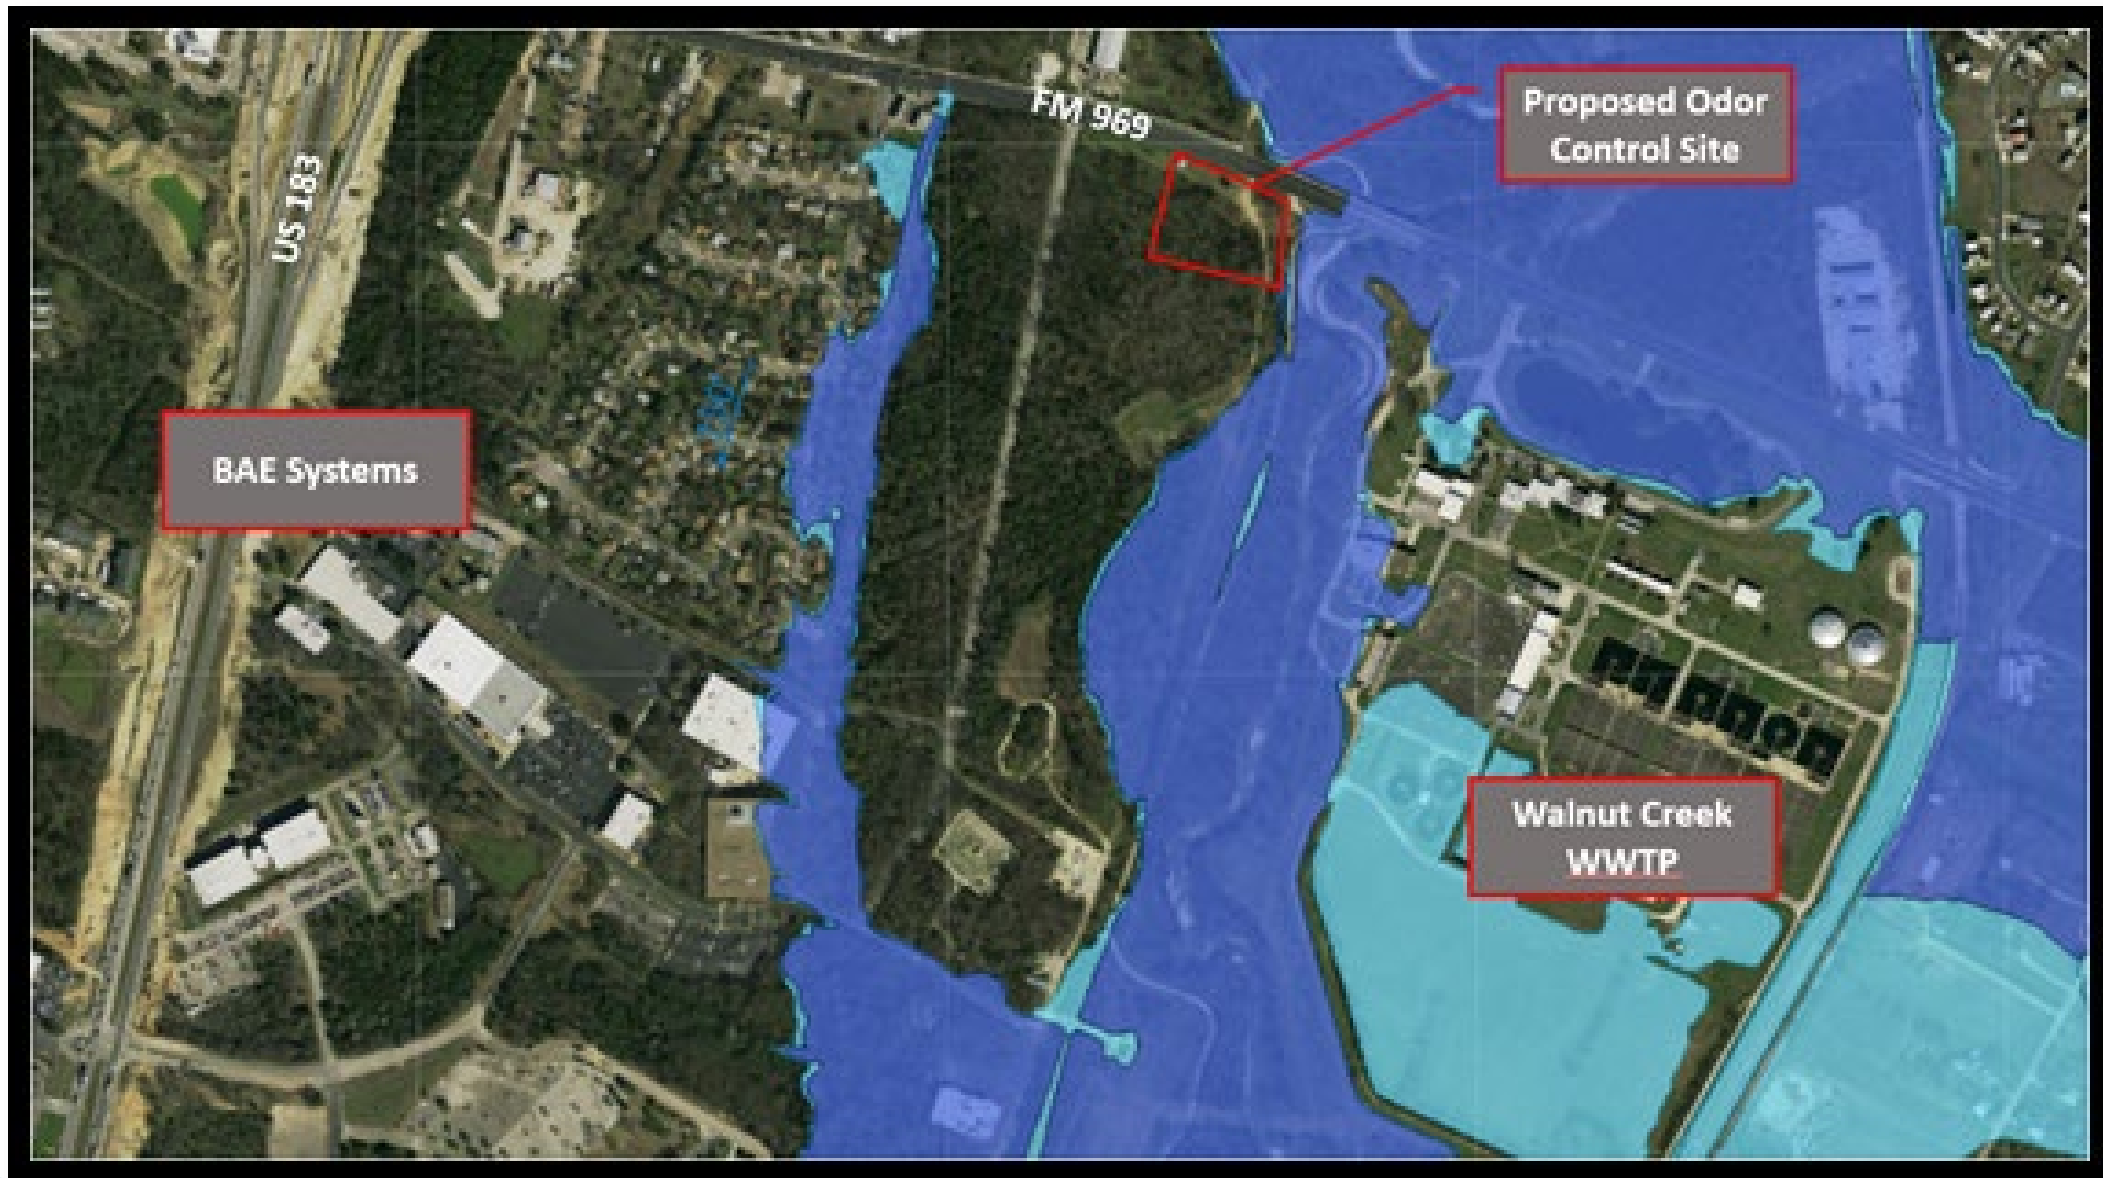 FM 969
Proposed Odor
Control Site
US 183
BAE Systems
Walnut Creek
WWTP